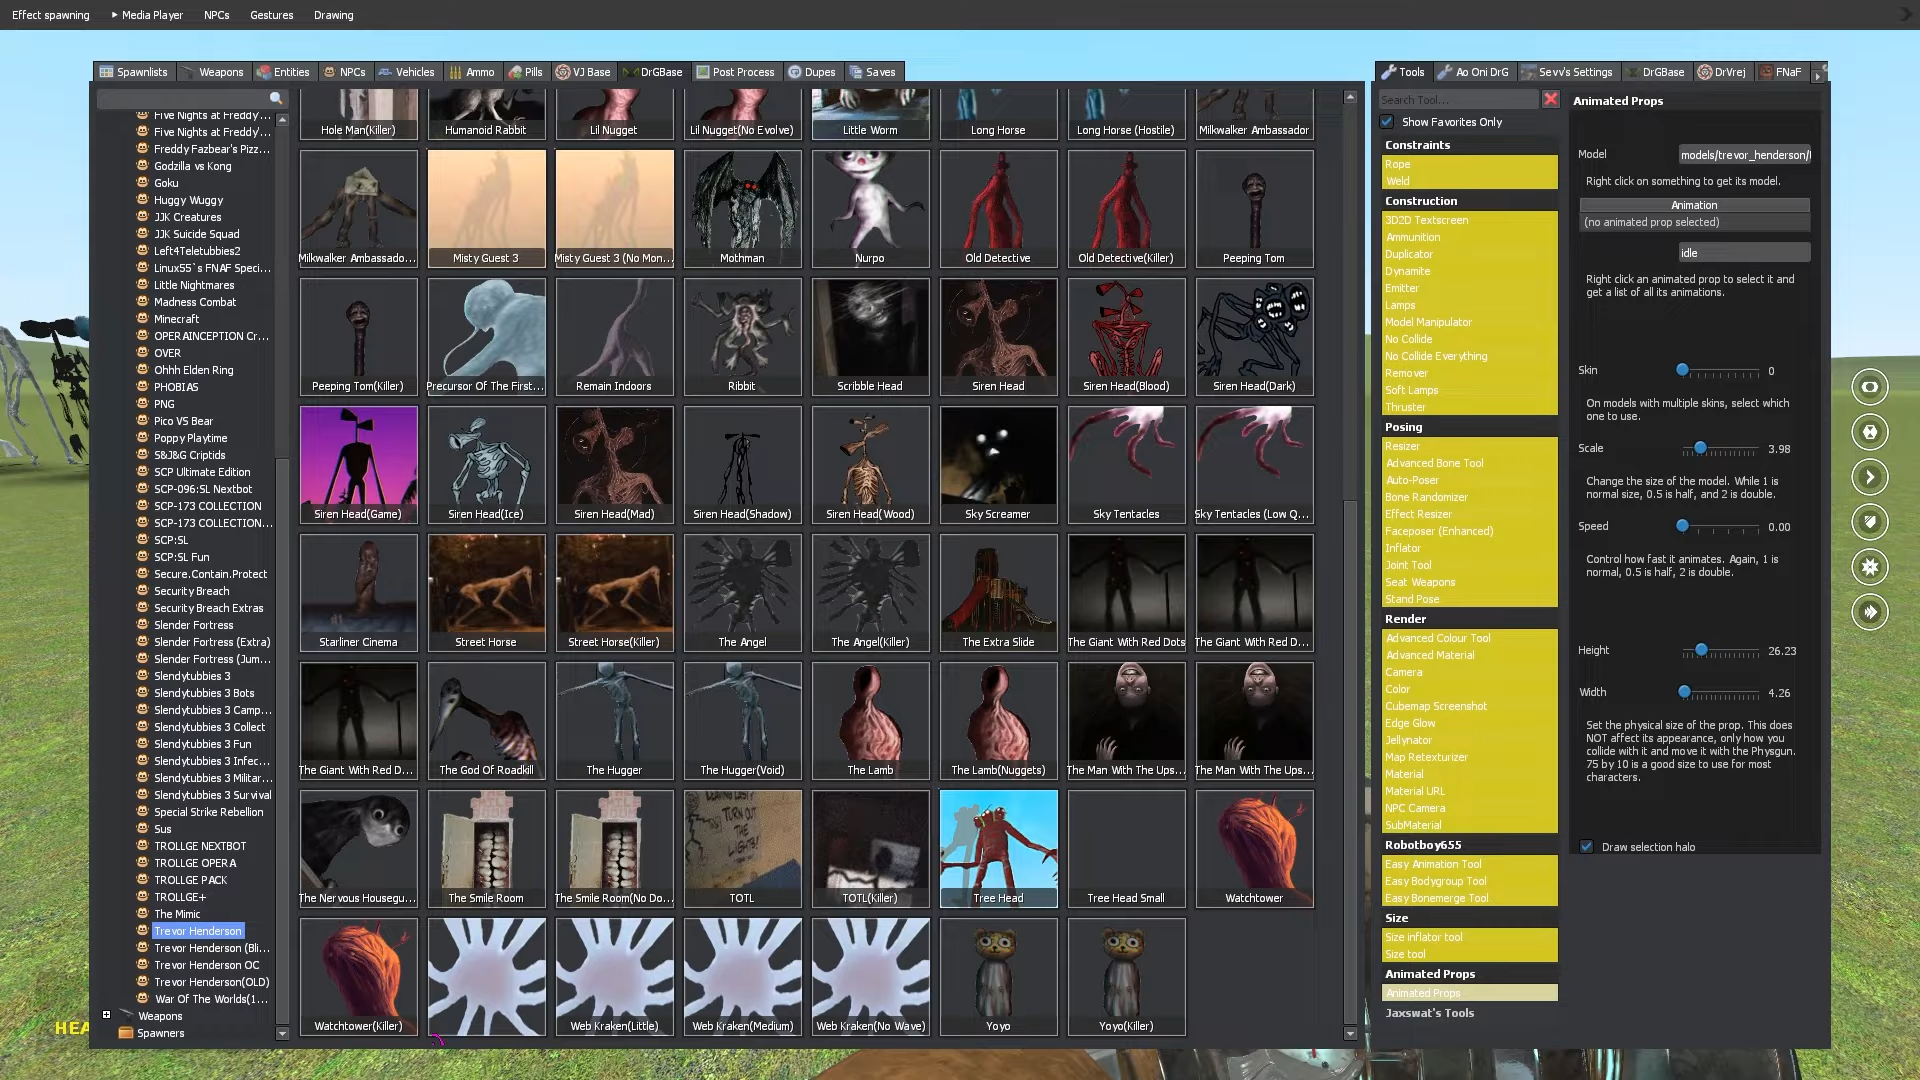 Effect spawning
Media Player
NPCs
Gestures
Drawing
Spawnlists
Weapons
Entities
NPCs
Vehicles
Ammo
Pills
VJ Base
DrGBase
Post Process
Dupes
Saves
Five Nights at Freddy'...
Five Nights at Freddy'...
Freddy Fazbear's Pizz...
Godzilla vs Kong
Goku
Huggy Wuggy
JJK Creatures
JJK Suicide Squad
Left4Teletubbies2
Linux55`s FNAF Speci...
Little Nightmares
Madness Combat
Minecraft
OPERAINCEPTION Cr...
OVER
Ohhh Elden Ring
PHOBIAS
PNG
Pico VS Bear
Poppy Playtime
S&J&G Criptids
SCP Ultimate Edition
SCP-096:SL Nextbot
SCP-173 COLLECTION
SCP-173 COLLECTION...
SCP:SL
SCP:SL Fun
Secure.Contain.Protect
Security Breach
Security Breach Extras
Slender Fortress
Slender Fortress (Extra)
Slender Fortress (Jum...
Slendytubbies 3
Slendytubbies 3 Bots
Slendytubbies 3 Camp...
Slendytubbies 3 Collect
Slendytubbies 3 Fun
Slendytubbies 3 Infec...
Slendytubbies 3 Militar...
Slendytubbies 3 Survival
Special Strike Rebellion
Sus
TROLLGE NEXTBOT
TROLLGE OPERA
TROLLGE PACK
TROLLGE+
The Mimic
Trevor Henderson
Trevor Henderson (Bli...
Trevor Henderson OC
Trevor Henderson(OLD)
War Of The Worlds(1...
Weapons
Spawners
HEA
Hole Man(Killer)
Humanoid Rabbit
Lil Nugget
Lil Nugget(No Evolve)
Little Worm
Long Horse
Long Horse (Hostile)
Milkwalker Ambassador
Milkwalker Ambassado...
Misty Guest 3
Misty Guest 3 (No Mon...
Mothman
Nurpo
Old Detective
Old Detective(Killer)
Peeping Tom
Peeping Tom(Killer)
Precursor Of The First...
Remain Indoors
Ribbit
Scribble Head
Siren Head
Siren Head(Blood)
Siren Head(Dark)
Siren Head(Game)
Siren Head(Ice)
Siren Head(Mad)
Siren Head(Shadow)
Siren Head(Wood)
Sky Screamer
Sky Tentacles
Sky Tentacles (Low Q...
Starliner Cinema
Street Horse
Street Horse(Killer)
The Angel
The Angel(Killer)
The Extra Slide
The Giant With Red Dots
The Giant With Red D...
The Giant With Red D...
The God Of Roadkill
The Hugger
The Hugger(Void)
The Lamb
The Lamb(Nuggets)
The Man With The Ups...
The Man With The Ups...
The Nervous Housegu...
The Smile Room
The Smile Room(No Do...
TURN OUT
THE
LIGHTS!
TOTL
TOTL(Killer)
Tree Head
Tree Head Small
Watchtower
Watchtower(Killer)
Web Kraken(Little)
Web Kraken(Medium)
Web Kraken(No Wave)
Yoyo
Yoyo(Killer)
Tools
Ao Oni DrG
Sevv's Settings
DrGBase
DrVrej
FNaF
Search Tool...
Show Favorites Only
Constraints
Rope
Weld
Construction
3D2D Textscreen
Ammunition
Duplicator
Dynamite
Emitter
Lamps
Model Manipulator
No Collide
No Collide Everything
Remover
Soft Lamps
Thruster
Posing
Resizer
Advanced Bone Tool
Auto-Poser
Bone Randomizer
Effect Resizer
Faceposer (Enhanced)
Inflator
Joint Tool
Seat Weapons
Stand Pose
Render
Advanced Colour Tool
Advanced Material
Camera
Color
Cubemap Screenshot
Edge Glow
Jellynator
Map Retexturizer
Material
Material URL
NPC Camera
SubMaterial
Robotboy655
Easy Animation Tool
Easy Bodygroup Tool
Easy Bonemerge Tool
Size
Size inflator tool
Size tool
Animated Props
Animated Props
Jaxswat's Tools
Animated Props
Model
models/trevor_henderson/
Right click on something to get its model.
Animation
(no animated prop selected)
idle
Right click an animated prop to select it and
get a list of all its animations.
Skin
0
On models with multiple skins, select which
one to use.
Scale
3.98
Change the size of the model. While 1 is
normal size, 0.5 is half, and 2 is double.
Speed
0.00
Control how fast it animates. Again, 1 is
normal, 0.5 is half, 2 is double.
Height
26.23
Width
4.26
Set the physical size of the prop. This does
NOT affect its appearance, only how you
collide with it and move it with the Physgun.
75 by 10 is a good size to use for most
characters.
Draw selection halo